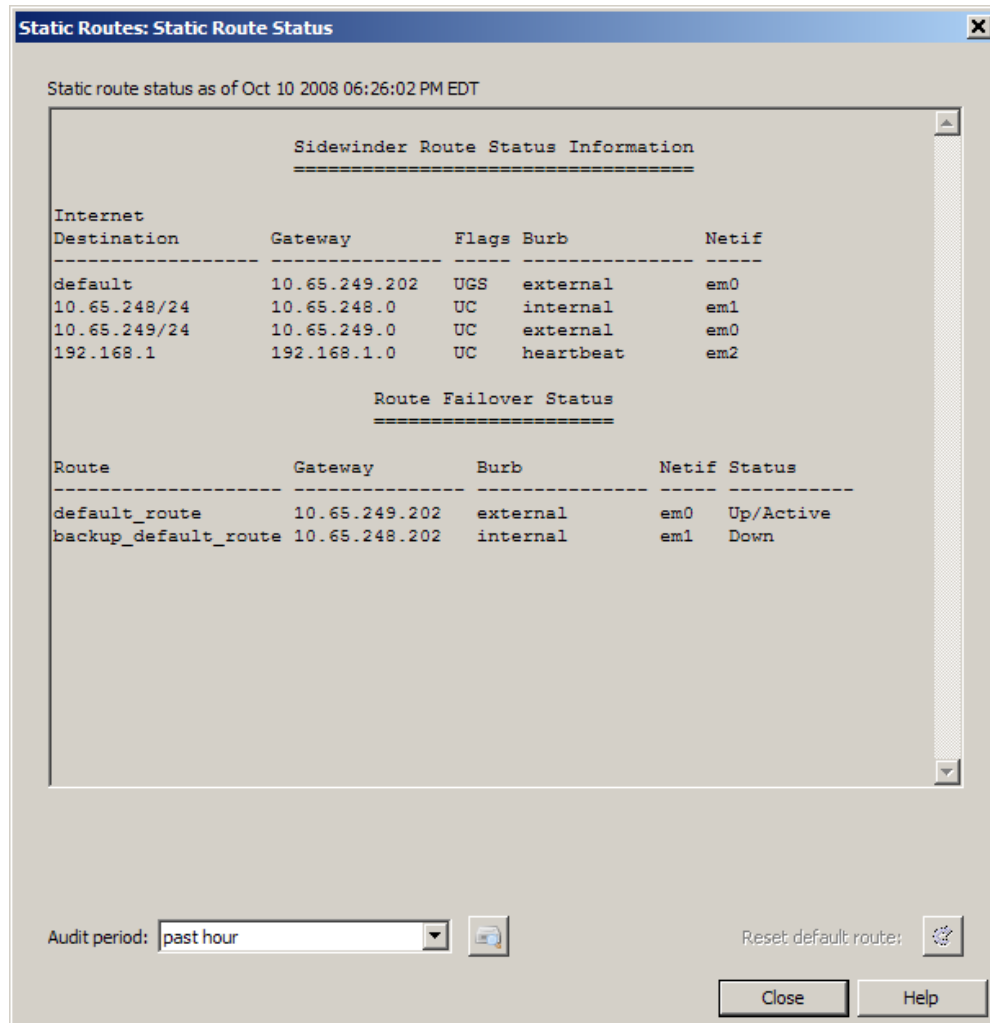 Static Routes: Static Route Status
Static route status as of Oct 10 2008 06:26:02 PM EDT
Sidewinder Route Status Information
===================================
Internet
Destination Gateway Flags Burb Netif
------------------ --------------- ----- --------------- -----
default 10.65.249.202 UGS external em0
10.65.248/24 10.65.248.0 UC internal em1
10.65.249/24 10.65.249.0 UC external em0
192.168.1 192.168.1.0 UC heartbeat em2
Route Failover Status
=====================
Route Gateway Burb Netif Status
-------------------- --------------- --------------- ----- -----------
default_route 10.65.249.202 external em0 Up/Active
backup_default_route 10.65.248.202 internal em1 Down
Audit period: past hour
Reset default route:
Close Help